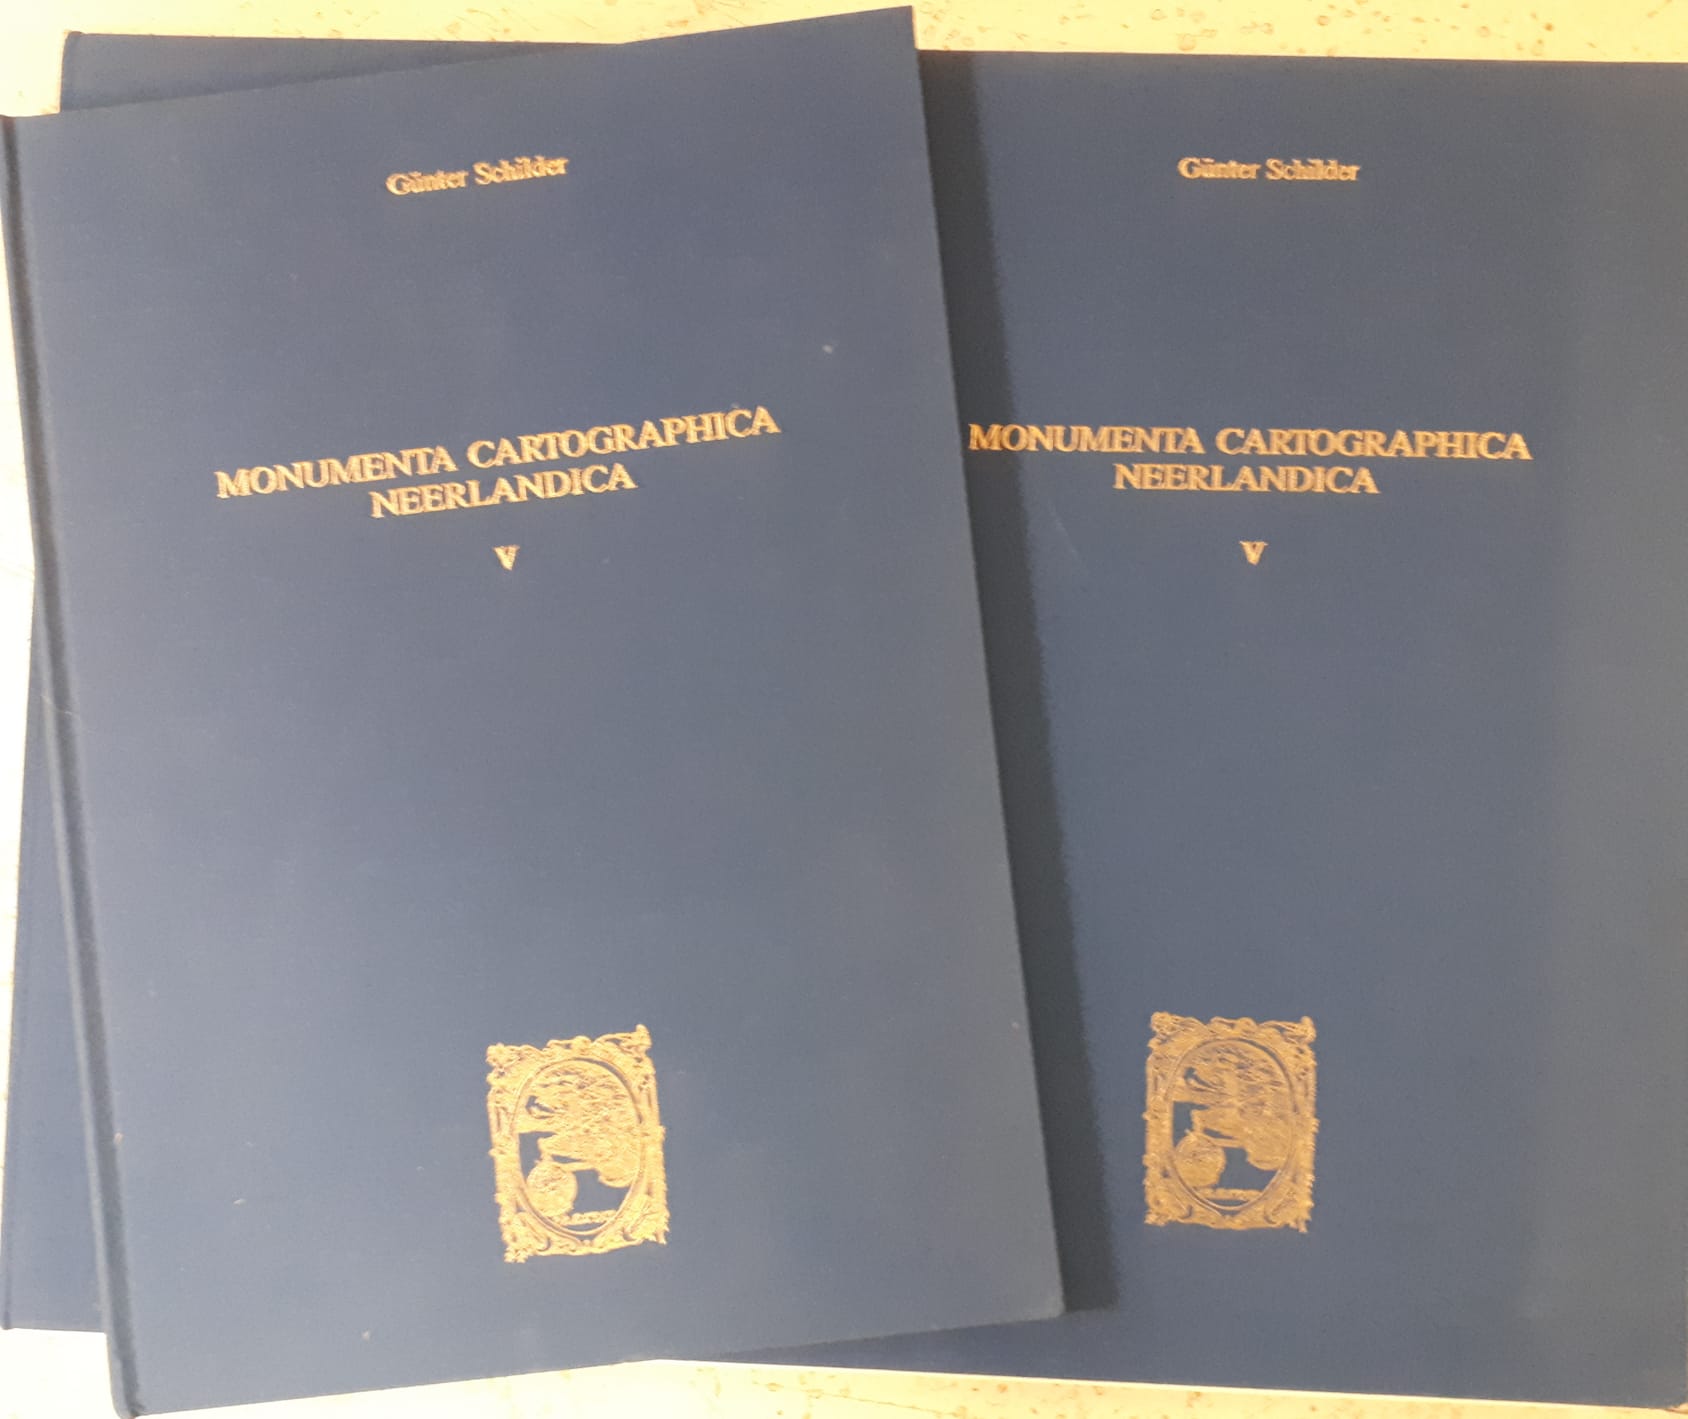 Günter Schilder
MONUMENTA CARTOGRAPHICA
NEERLANDICA
V
Günter Schilder
MONUMENTA CARTOGRAPHICA
NEERLANDICA
V